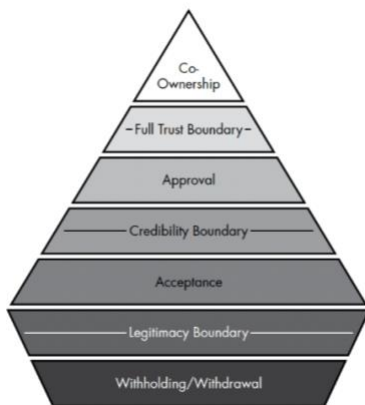 Co-
Ownership
Full Trust Boundary
Approval
Credibility Boundary
Acceptance
Legitimacy Boundary
Withholding/Withdrawal